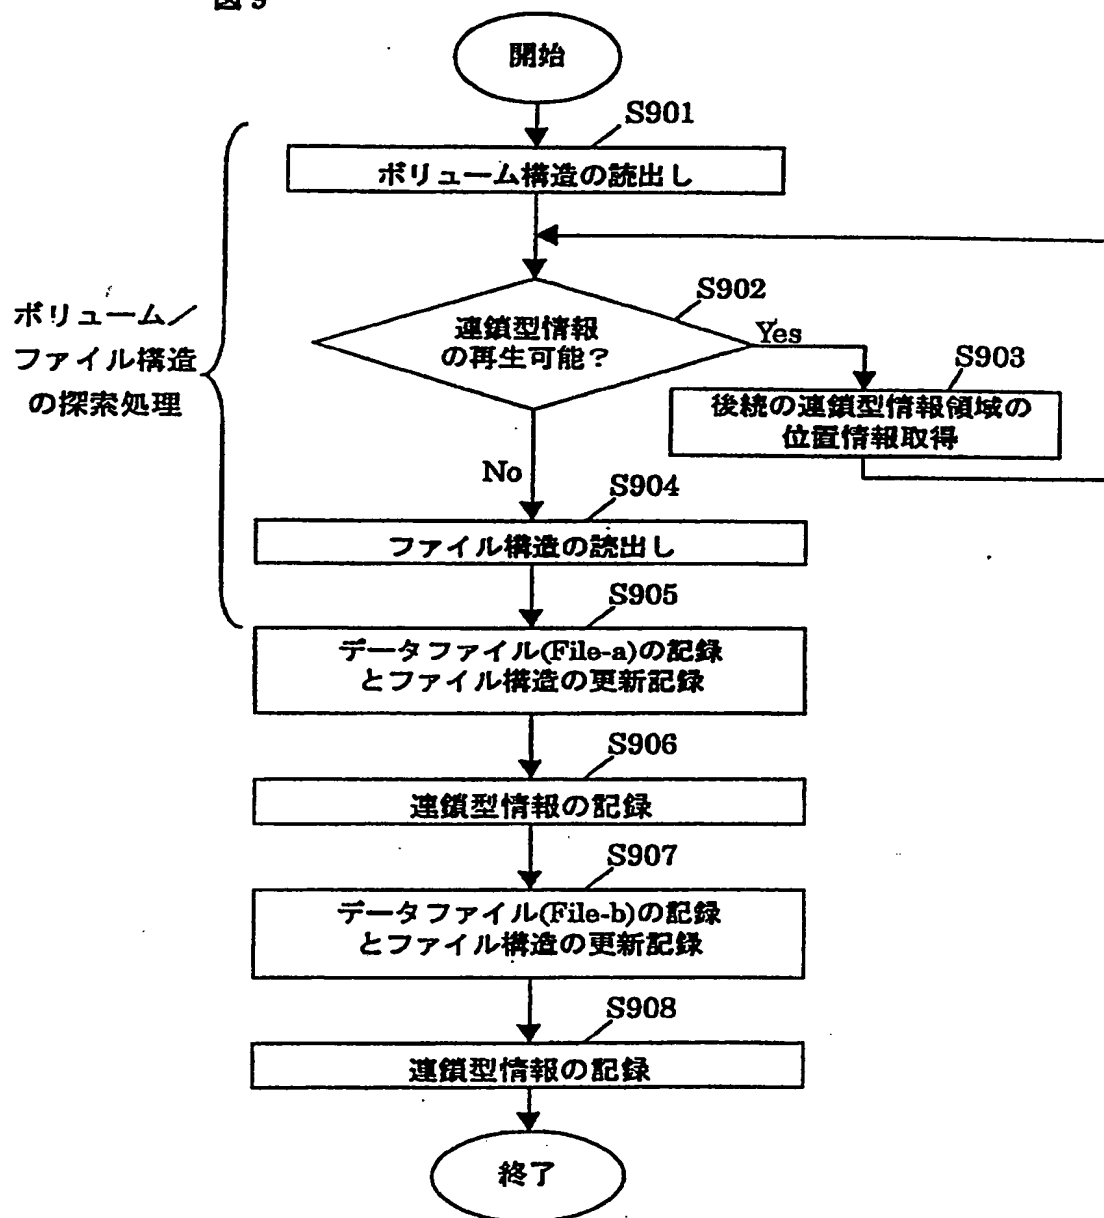 図9
開始
S901
ボリューム構造の読出し
S902
連鎖型情報
の再生可能?
Yes
S903
後続の連鎖型情報領域の
位置情報取得
ボリューム/
ファイル構造
の探索処理
No
S904
ファイル構造の読出し
S905
データファイル(File-a)の記録
とファイル構造の更新記録
S906
連鎖型情報の記録
S907
データファイル(File-b)の記録
とファイル構造の更新記録
S908
連鎖型情報の記録
終了